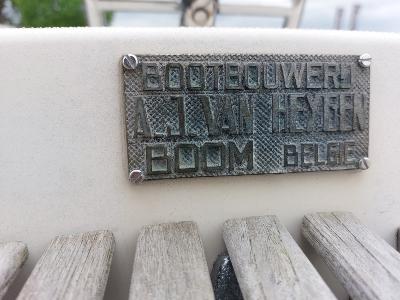 BOOTBOUWERIJ
A.J. VAN HEYGEN
BOOM BELGIE